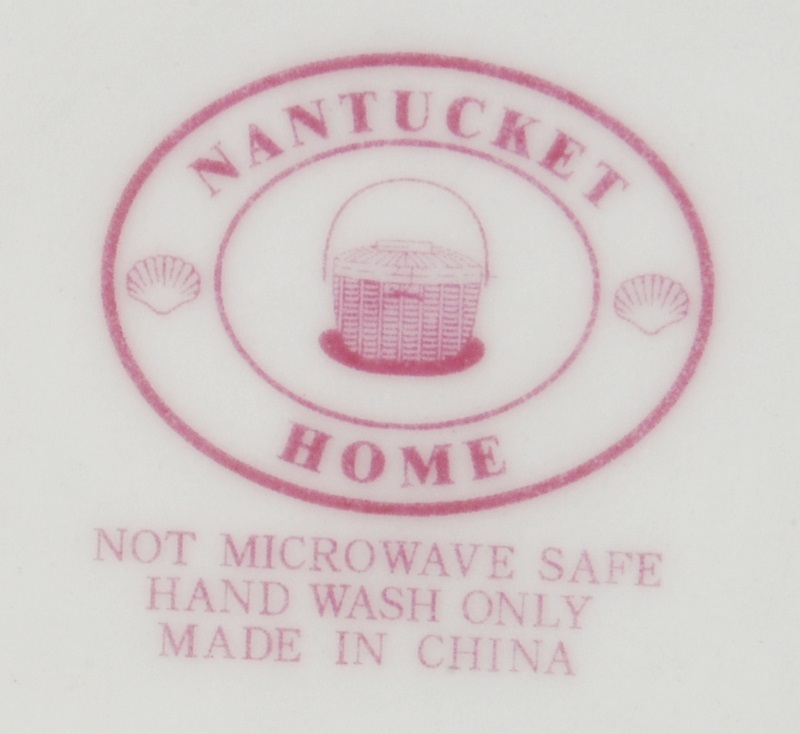 NANTUCKET
HOME
NOT MICROWAVE SAFE
HAND WASH ONLY
MADE IN CHINA